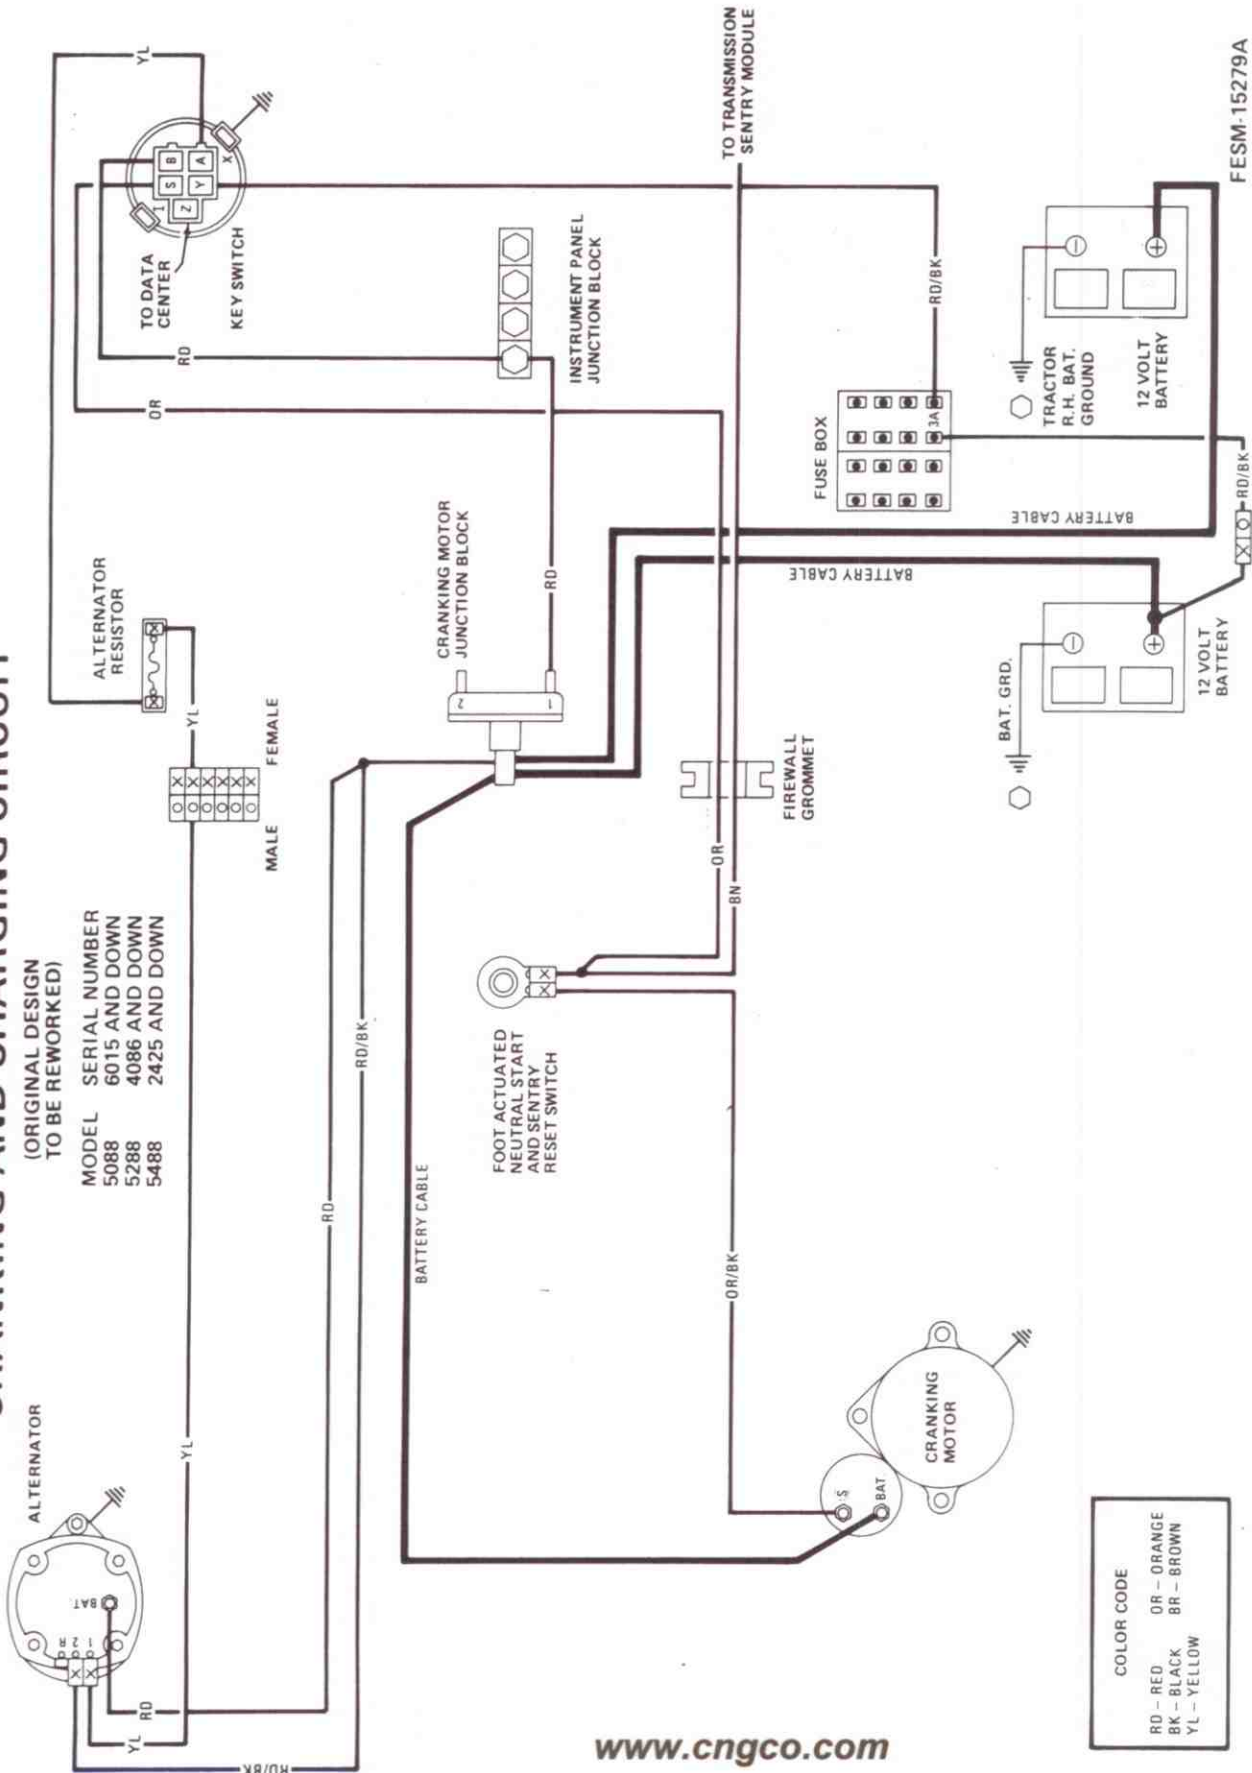 CRANKING AND CHARGING CIRCUIT
(ORIGINAL DESIGN
TO BE REWORKED)
MODEL SERIAL NUMBER
5088 6015 AND DOWN
5288 4086 AND DOWN
5488 2425 AND DOWN
ALTERNATOR
BAT.
R
2
1
YL
RD
RD/BK
YL
RD
RD/BK
MALE
FEMALE
YL
ALTERNATOR
RESISTOR
YL
OR
RD
TO DATA
CENTER
KEY SWITCH
I
S
B
Z
Y
A
X
BATTERY CABLE
CRANKING MOTOR
JUNCTION BLOCK
2
1
RD
INSTRUMENT PANEL
JUNCTION BLOCK
FOOT ACTUATED
NEUTRAL START
AND SENTRY
RESET SWITCH
OR
BN
OR/BK
FIREWALL
GROMMET
TO TRANSMISSION
SENTRY MODULE
FUSE BOX
3A
RD/BK
BATTERY CABLE
BATTERY CABLE
:S
BAT
CRANKING
MOTOR
BAT. GRD.
12 VOLT
BATTERY
TRACTOR
R.H. BAT.
GROUND
12 VOLT
BATTERY
RD/BK
COLOR CODE
RD – RED OR – ORANGE
BK – BLACK BR – BROWN
YL – YELLOW
FESM-15279A
www.cngco.com